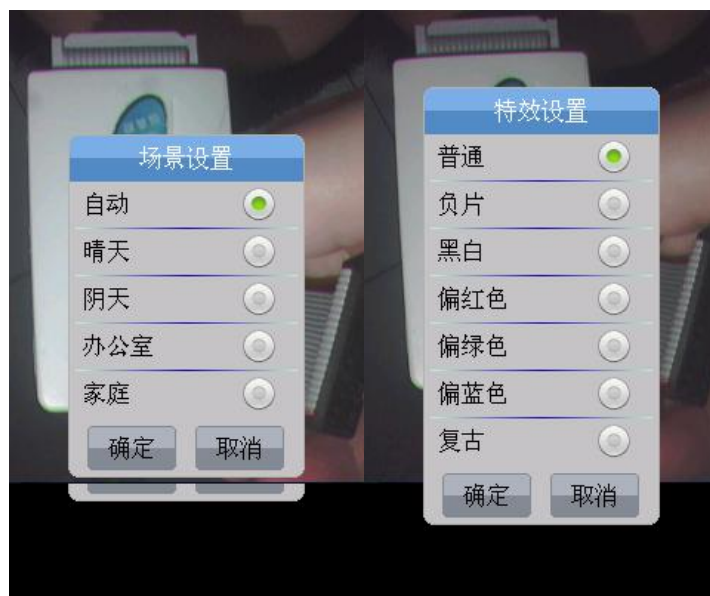 场景设置
自动
晴天
阴天
办公室
家庭
确定 取消
特效设置
普通
负片
黑白
偏红色
偏绿色
偏蓝色
复古
确定 取消